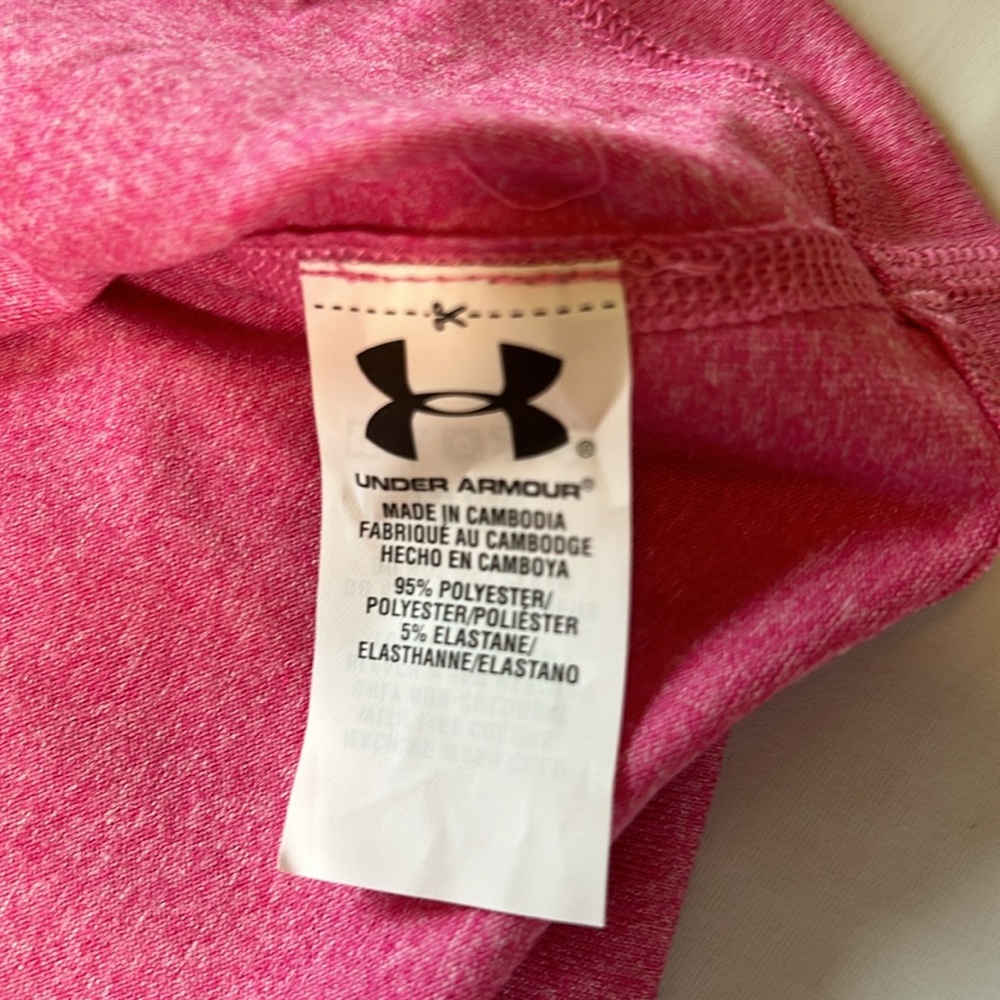 UNDER ARMOUR®
MADE IN CAMBODIA
FABRIQUÉ AU CAMBODGE
HECHO EN CAMBOYA
95% POLYESTER/
POLYESTER/POLIÉSTER
5% ELASTANE/
ELASTHANNE/ELASTANO